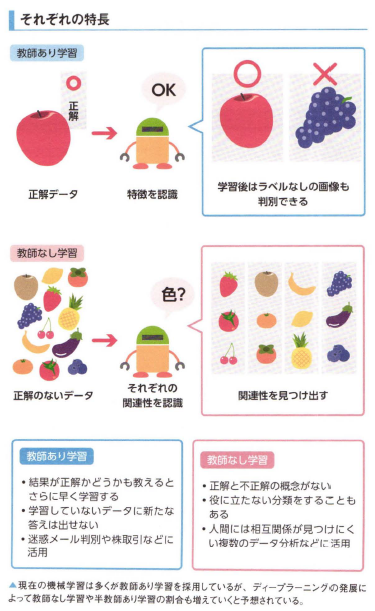 それぞれの特長
教師あり学習
正解
OK
正解データ
特徴を認識
学習後はラベルなしの画像も
判別できる
教師なし学習
色?
正解のないデータ
それぞれの
関連性を認識
関連性を見つけ出す
教師あり学習
・結果が正解かどうかも教えると
さらに早く学習する
・学習していないデータに新たな
答えは出せない
・迷惑メール判別や株取引などに
活用
教師なし学習
・正解と不正解の概念がない
・役に立たない分類をすることも
ある
・人間には相互関係が見つけにく
い複数のデータ分析などに活用
▲現在の機械学習は多くが教師あり学習を採用しているが、ディープラーニングの発展に
よって教師なし学習や半教師あり学習の割合も増えていくと予想されている。